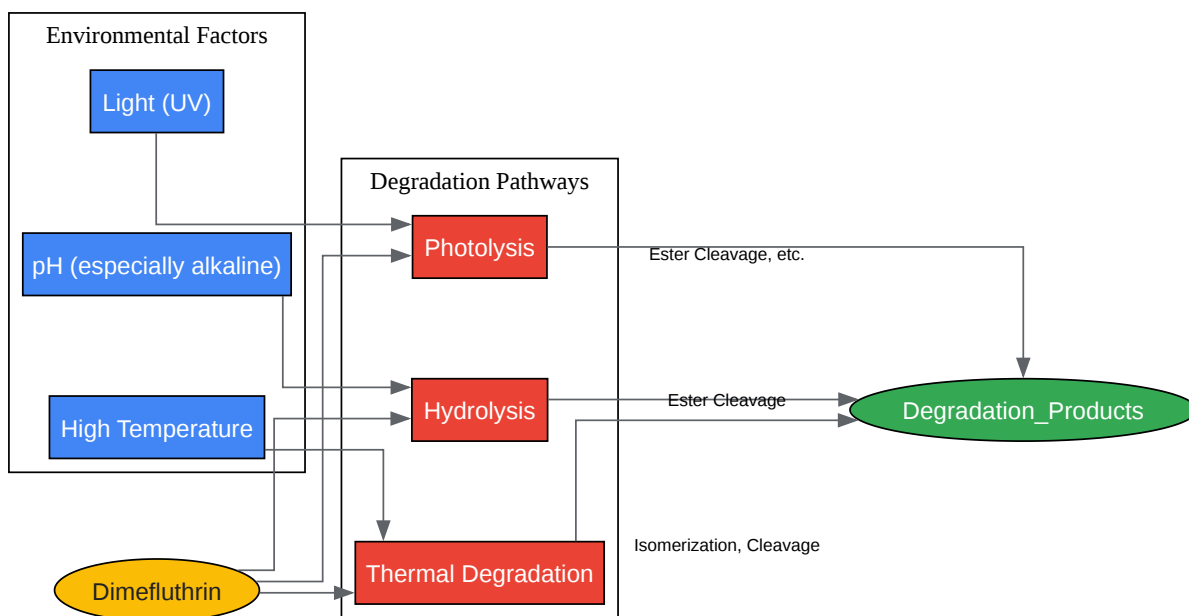 Environmental Factors
Light (UV)
pH (especially alkaline)
High Temperature
Dimefluthrin
Degradation Pathways
Photolysis
Hydrolysis
Thermal Degradation
Ester Cleavage, etc.
Ester Cleavage
Isomerization, Cleavage
Degradation_Products